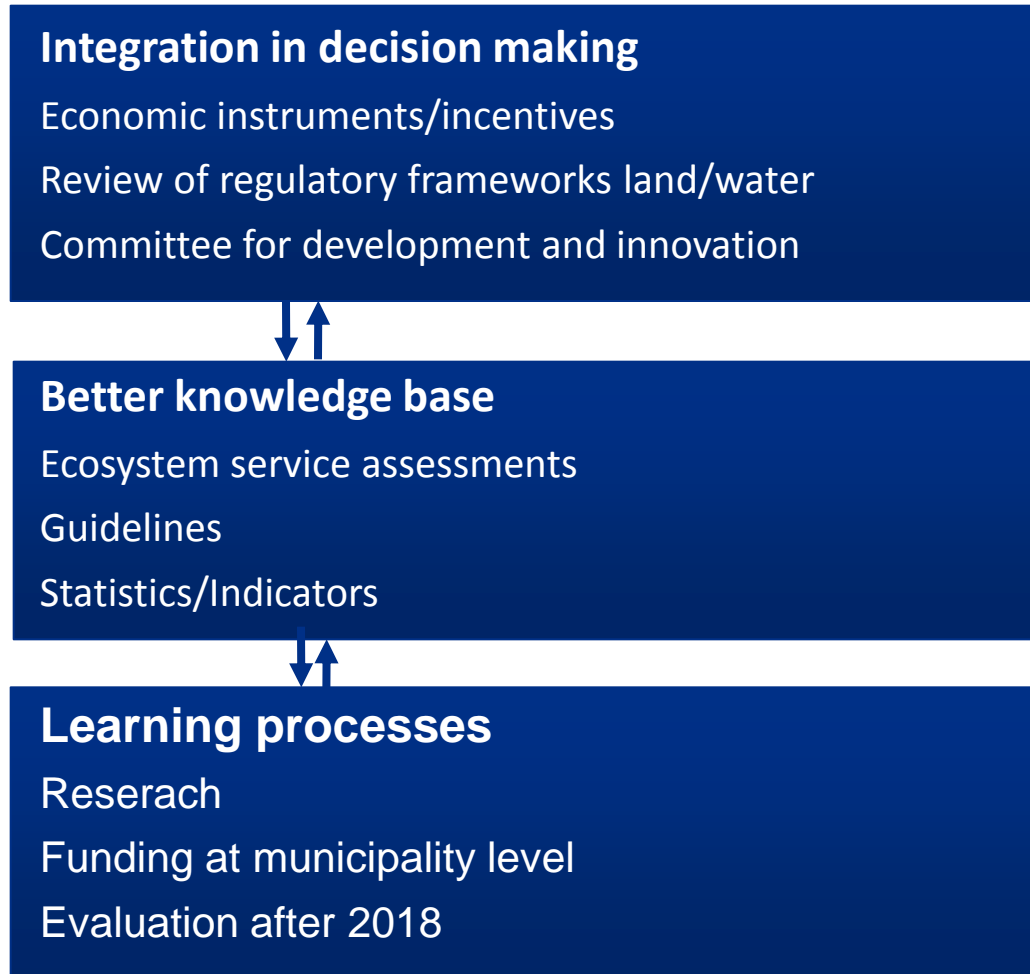 Integration in decision making
Economic instruments/incentives
Review of regulatory frameworks land/water
Committee for development and innovation
Better knowledge base
Ecosystem service assessments
Guidelines
Statistics/Indicators
Learning processes
Reserach
Funding at municipality level
Evaluation after 2018